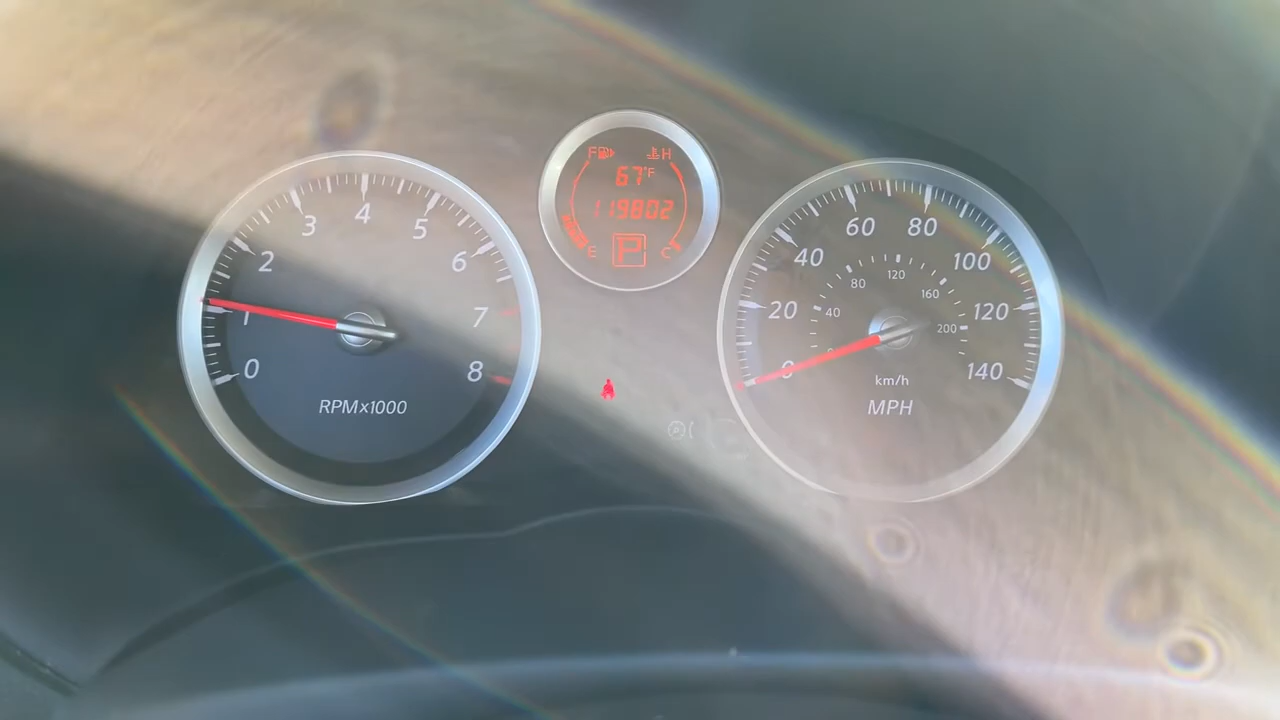 F H
67°F
119802
E P C
0 1 2 3 4 5 6 7 8
RPMx1000
0 20 40 60 80 100 120 140
40 80 120 160 200
km/h
MPH